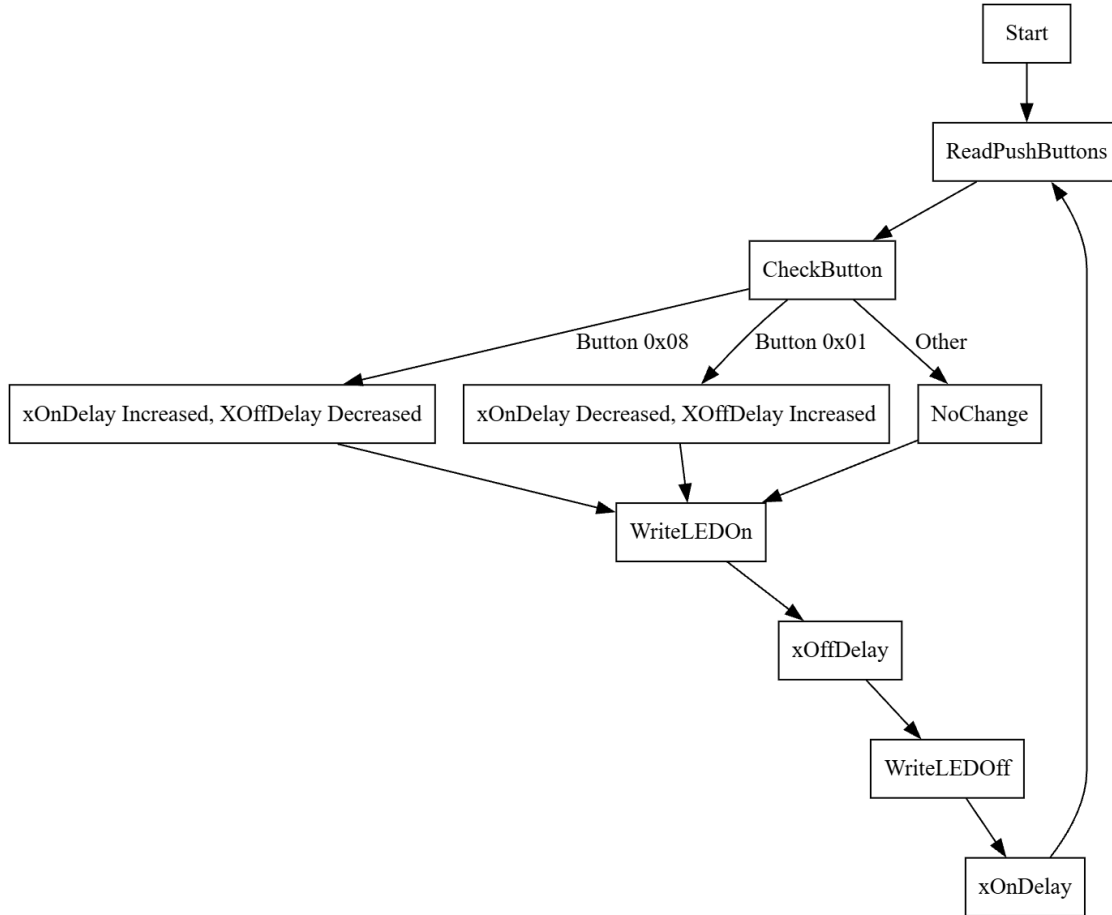 Start
ReadPushButtons
CheckButton
Button 0x08
Button 0x01
Other
xOnDelay Increased, XOffDelay Decreased
xOnDelay Decreased, XOffDelay Increased
NoChange
WriteLEDOn
xOffDelay
WriteLEDOff
xOnDelay